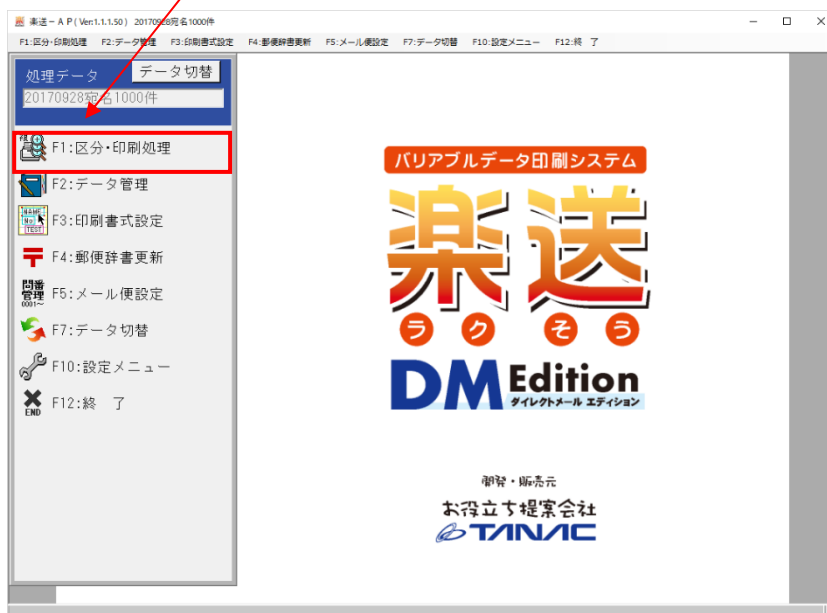 楽送-AP(Ver:1.1.1.50) 20170928宛名1000件
F1:区分・印刷処理 F2:データ管理 F3:印刷書式設定 F4:郵便辞書更新 F5:メール便設定 F7:データ切替 F10:設定メニュー F12:終 了
処理データ データ切替
20170928宛名1000件
F1:区分・印刷処理
F2:データ管理
NAME
No.
TEST
F3:印刷書式設定
F4:郵便辞書更新
問番
管理
0001~
F5:メール便設定
F7:データ切替
F10:設定メニュー
END
F12:終 了
バリアブルデータ印刷システム
楽送
ラクそう
DM Edition
ダイレクトメール エディション
開発・販売元
お役立ち提案会社
TANAC